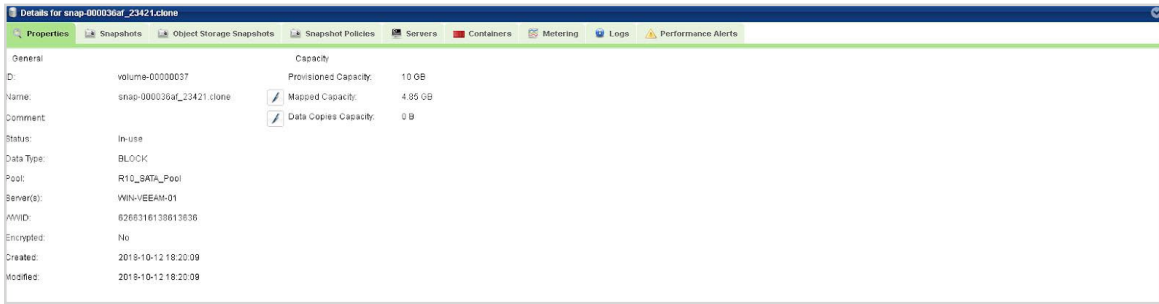 Details for snap-000036af_23421.clone
Properties Snapshots Object Storage Snapshots Snapshot Policies Servers Containers Metering Logs Performance Alerts
General Capacity
ID: volume-00000037 Provisioned Capacity: 10 GB
Name: snap-000036af_23421.clone Mapped Capacity: 4.85 GB
Comment: Data Copies Capacity: 0 B
Status: In-use
Data Type: BLOCK
Pool: R10_SATA_Pool
Server(s): WIN-VEEAM-01
WWID: 6266316138613636
Encrypted: No
Created: 2018-10-12 18:20:09
Modified: 2018-10-12 18:20:09